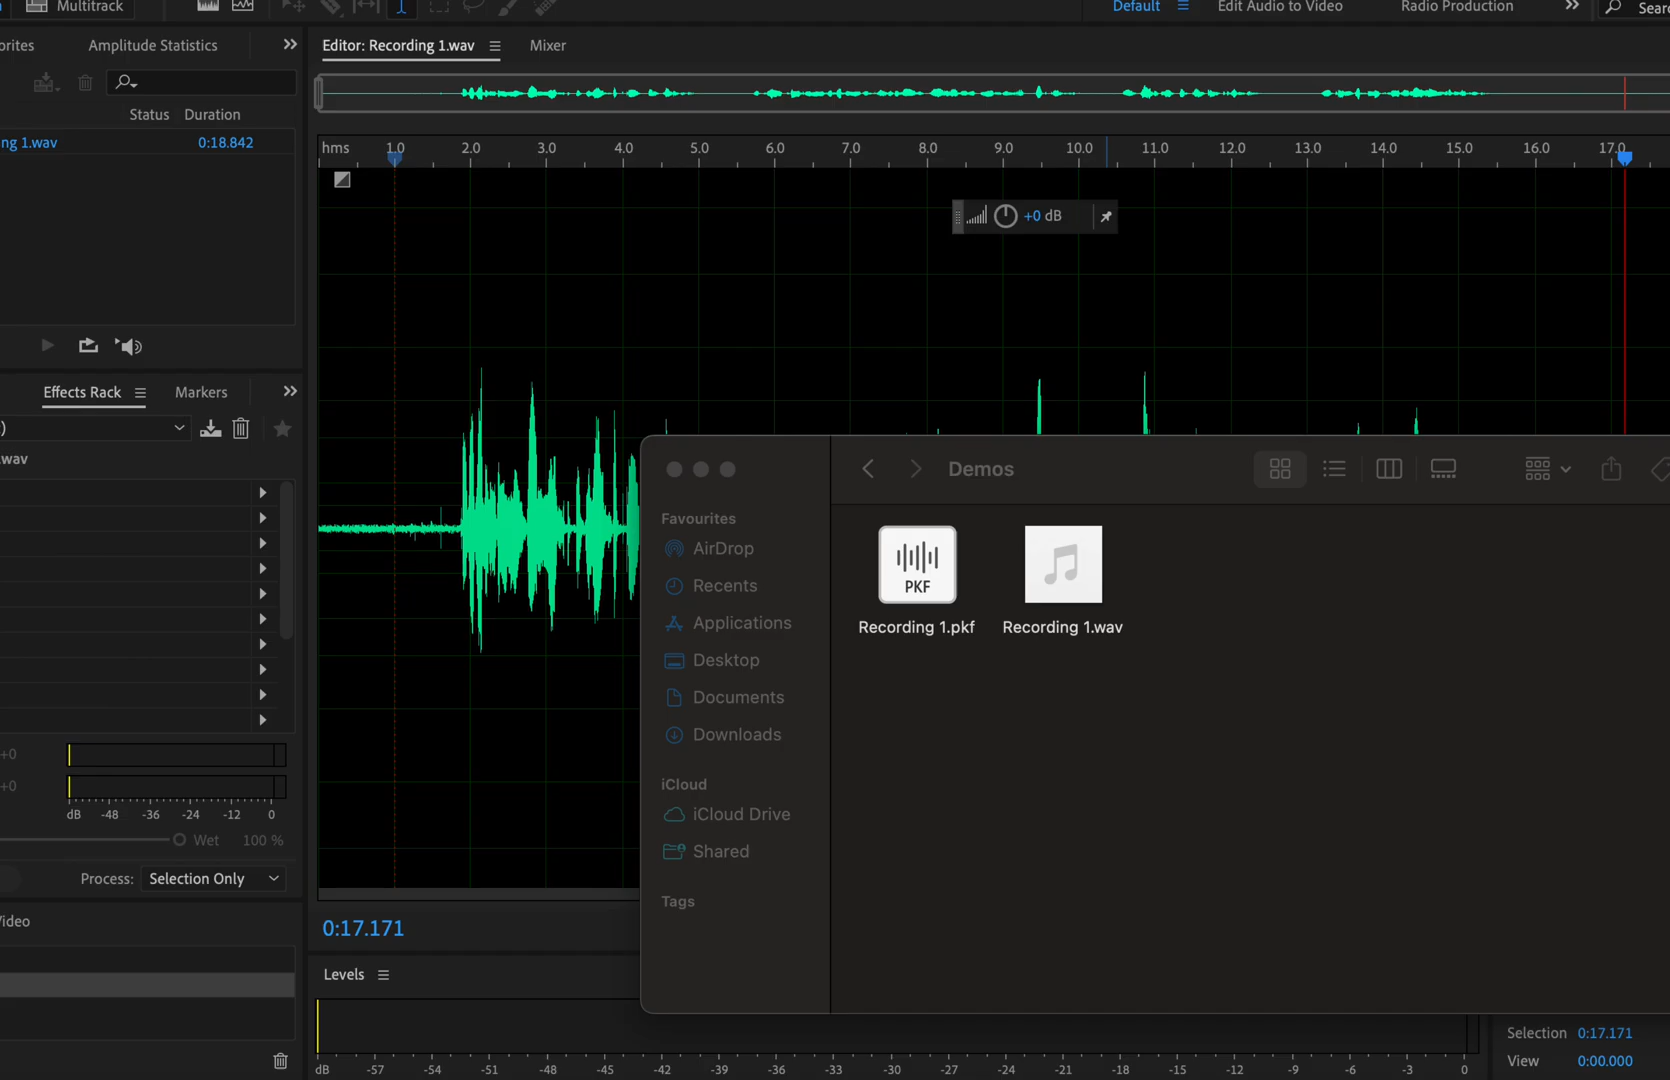 Multitrack
Default
Edit Audio to Video
Radio Production
Sear
orites
Amplitude Statistics
Editor: Recording 1.wav
Mixer
Status
Duration
ng 1.wav
0:18.842
hms
1.0
2.0
3.0
4.0
5.0
6.0
7.0
8.0
9.0
10.0
11.0
12.0
13.0
14.0
15.0
16.0
17.0
+0 dB
Effects Rack
Markers
)
.wav
+0
+0
dB
-48
-36
-24
-12
0
Wet
100 %
Process:
Selection Only
Video
0:17.171
Levels
dB
-57
-54
-51
-48
-45
-42
-39
-36
-33
-30
-27
-24
-21
-18
-15
-12
-9
-6
-3
0
Selection
0:17.171
View
0:00.000
Demos
Favourites
AirDrop
Recents
Applications
Desktop
Documents
Downloads
iCloud
iCloud Drive
Shared
Tags
PKF
Recording 1.pkf
Recording 1.wav